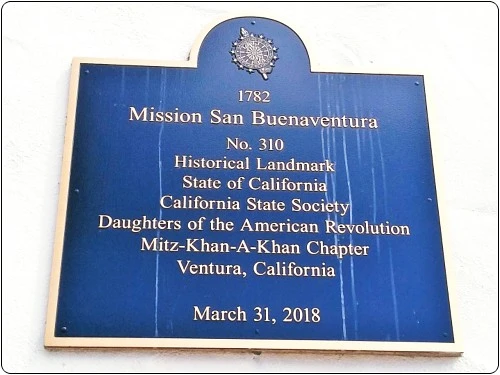 1782
Mission San Buenaventura
No. 310
Historical Landmark
State of California
California State Society
Daughters of the American Revolution
Mitz-Khan-A-Khan Chapter
Ventura, California
March 31, 2018